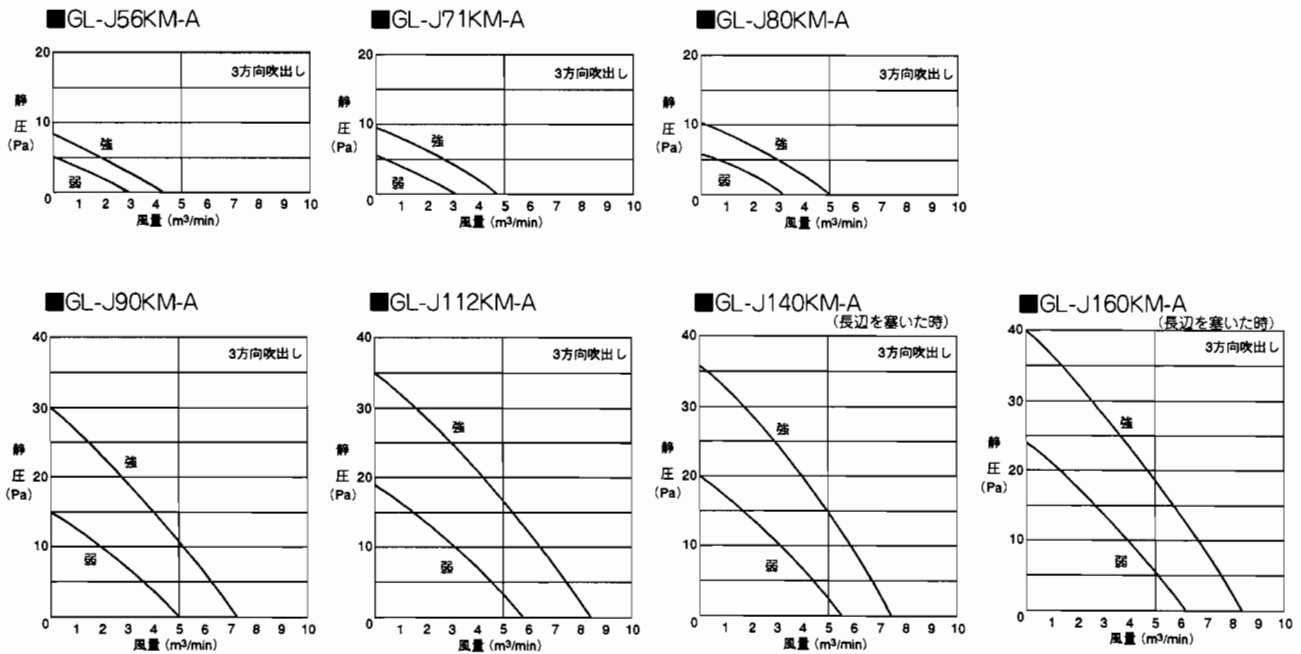 ■GL-J56KM-A
20
10
0
静
圧
(Pa)
3方向吹出し
強
弱
1 2 3 4 5 6 7 8 9 10
風量 (m³/min)
■GL-J71KM-A
20
10
0
静
圧
(Pa)
3方向吹出し
強
弱
1 2 3 4 5 6 7 8 9 10
風量 (m³/min)
■GL-J80KM-A
20
10
0
静
圧
(Pa)
3方向吹出し
強
弱
1 2 3 4 5 6 7 8 9 10
風量 (m³/min)
■GL-J90KM-A
40
30
20
10
0
静
圧
(Pa)
3方向吹出し
強
弱
1 2 3 4 5 6 7 8 9 10
風量 (m³/min)
■GL-J112KM-A
40
30
20
10
0
静
圧
(Pa)
3方向吹出し
強
弱
1 2 3 4 5 6 7 8 9 10
風量 (m³/min)
■GL-J140KM-A
(長辺を塞いだ時)
40
30
20
10
0
静
圧
(Pa)
3方向吹出し
強
弱
1 2 3 4 5 6 7 8 9 10
風量 (m³/min)
■GL-J160KM-A
(長辺を塞いだ時)
40
30
20
10
0
静
圧
(Pa)
3方向吹出し
強
弱
1 2 3 4 5 6 7 8 9 10
風量 (m³/min)